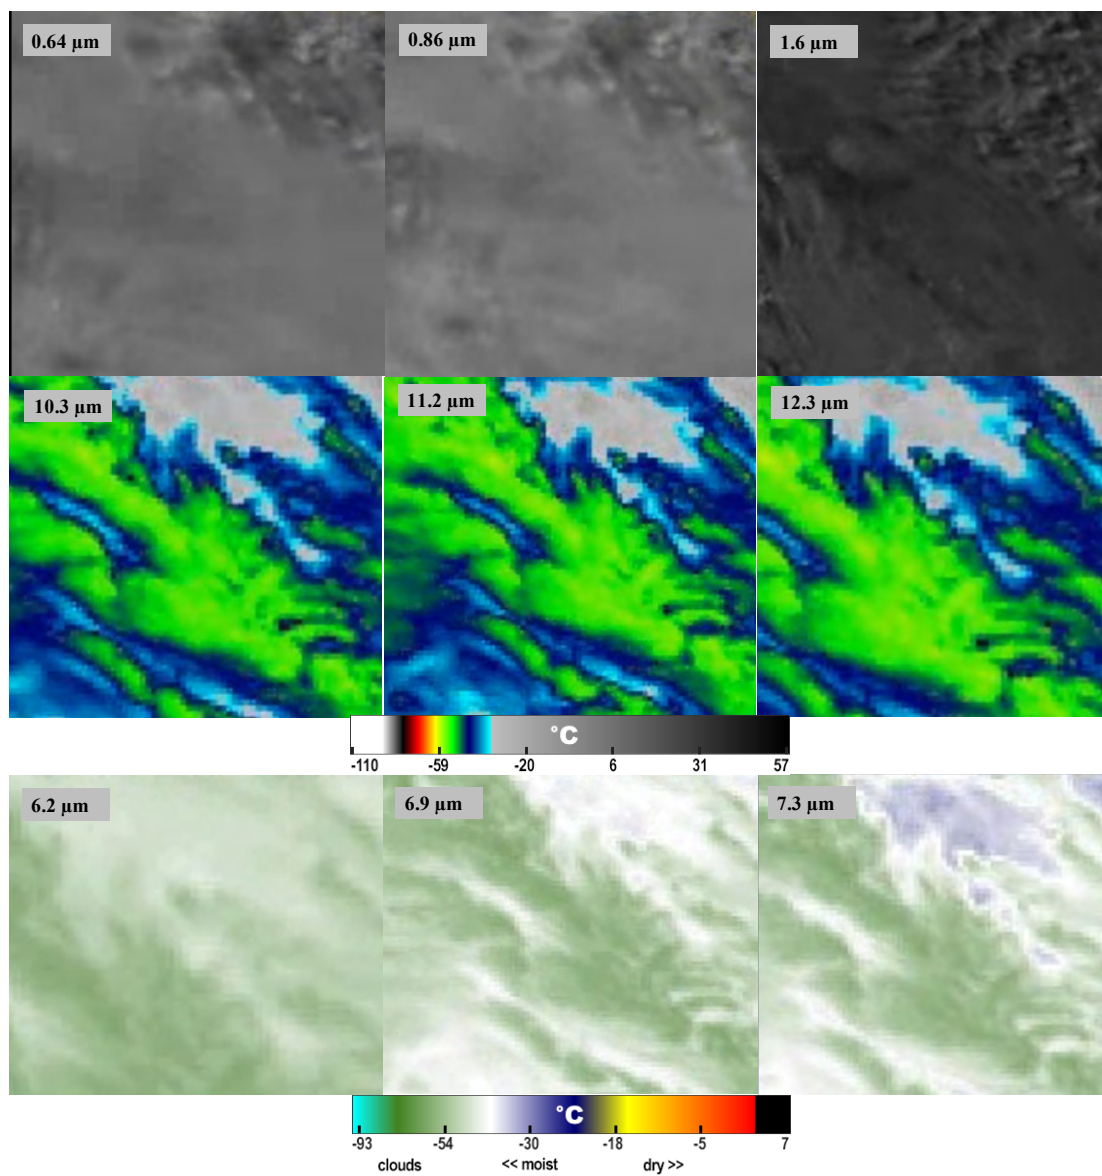 0.64 µm
0.86 µm
1.6 µm
10.3 µm
11.2 µm
12.3 µm
°C
-110 -59 -20 6 31 57
6.2 µm
6.9 µm
7.3 µm
°C
-93 -54 -30 -18 -5 7
clouds << moist dry >>